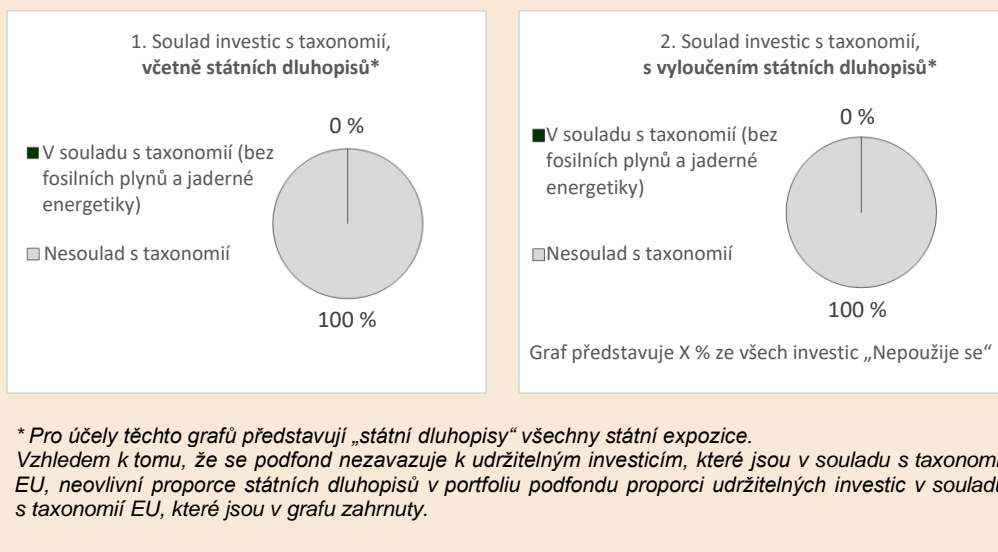 1. Soulad investic s taxonomií,
včetně státních dluhopisů*
0 %
V souladu s taxonomií (bez
fosilních plynů a jaderné
energetiky)
Nesoulad s taxonomií
100 %
2. Soulad investic s taxonomií,
s vyloučením státních dluhopisů*
0 %
V souladu s taxonomií (bez
fosilních plynů a jaderné
energetiky)
Nesoulad s taxonomií
100 %
Graf představuje X % ze všech investic „Nepoužije se“
* Pro účely těchto grafů představují „státní dluhopisy“ všechny státní expozice.
Vzhledem k tomu, že se podfond nezavazuje k udržitelným investicím, které jsou v souladu s taxonomi
EU, neovlivní proporce státních dluhopisů v portfoliu podfondu proporci udržitelných investic v souladu
s taxonomií EU, které jsou v grafu zahrnuty.